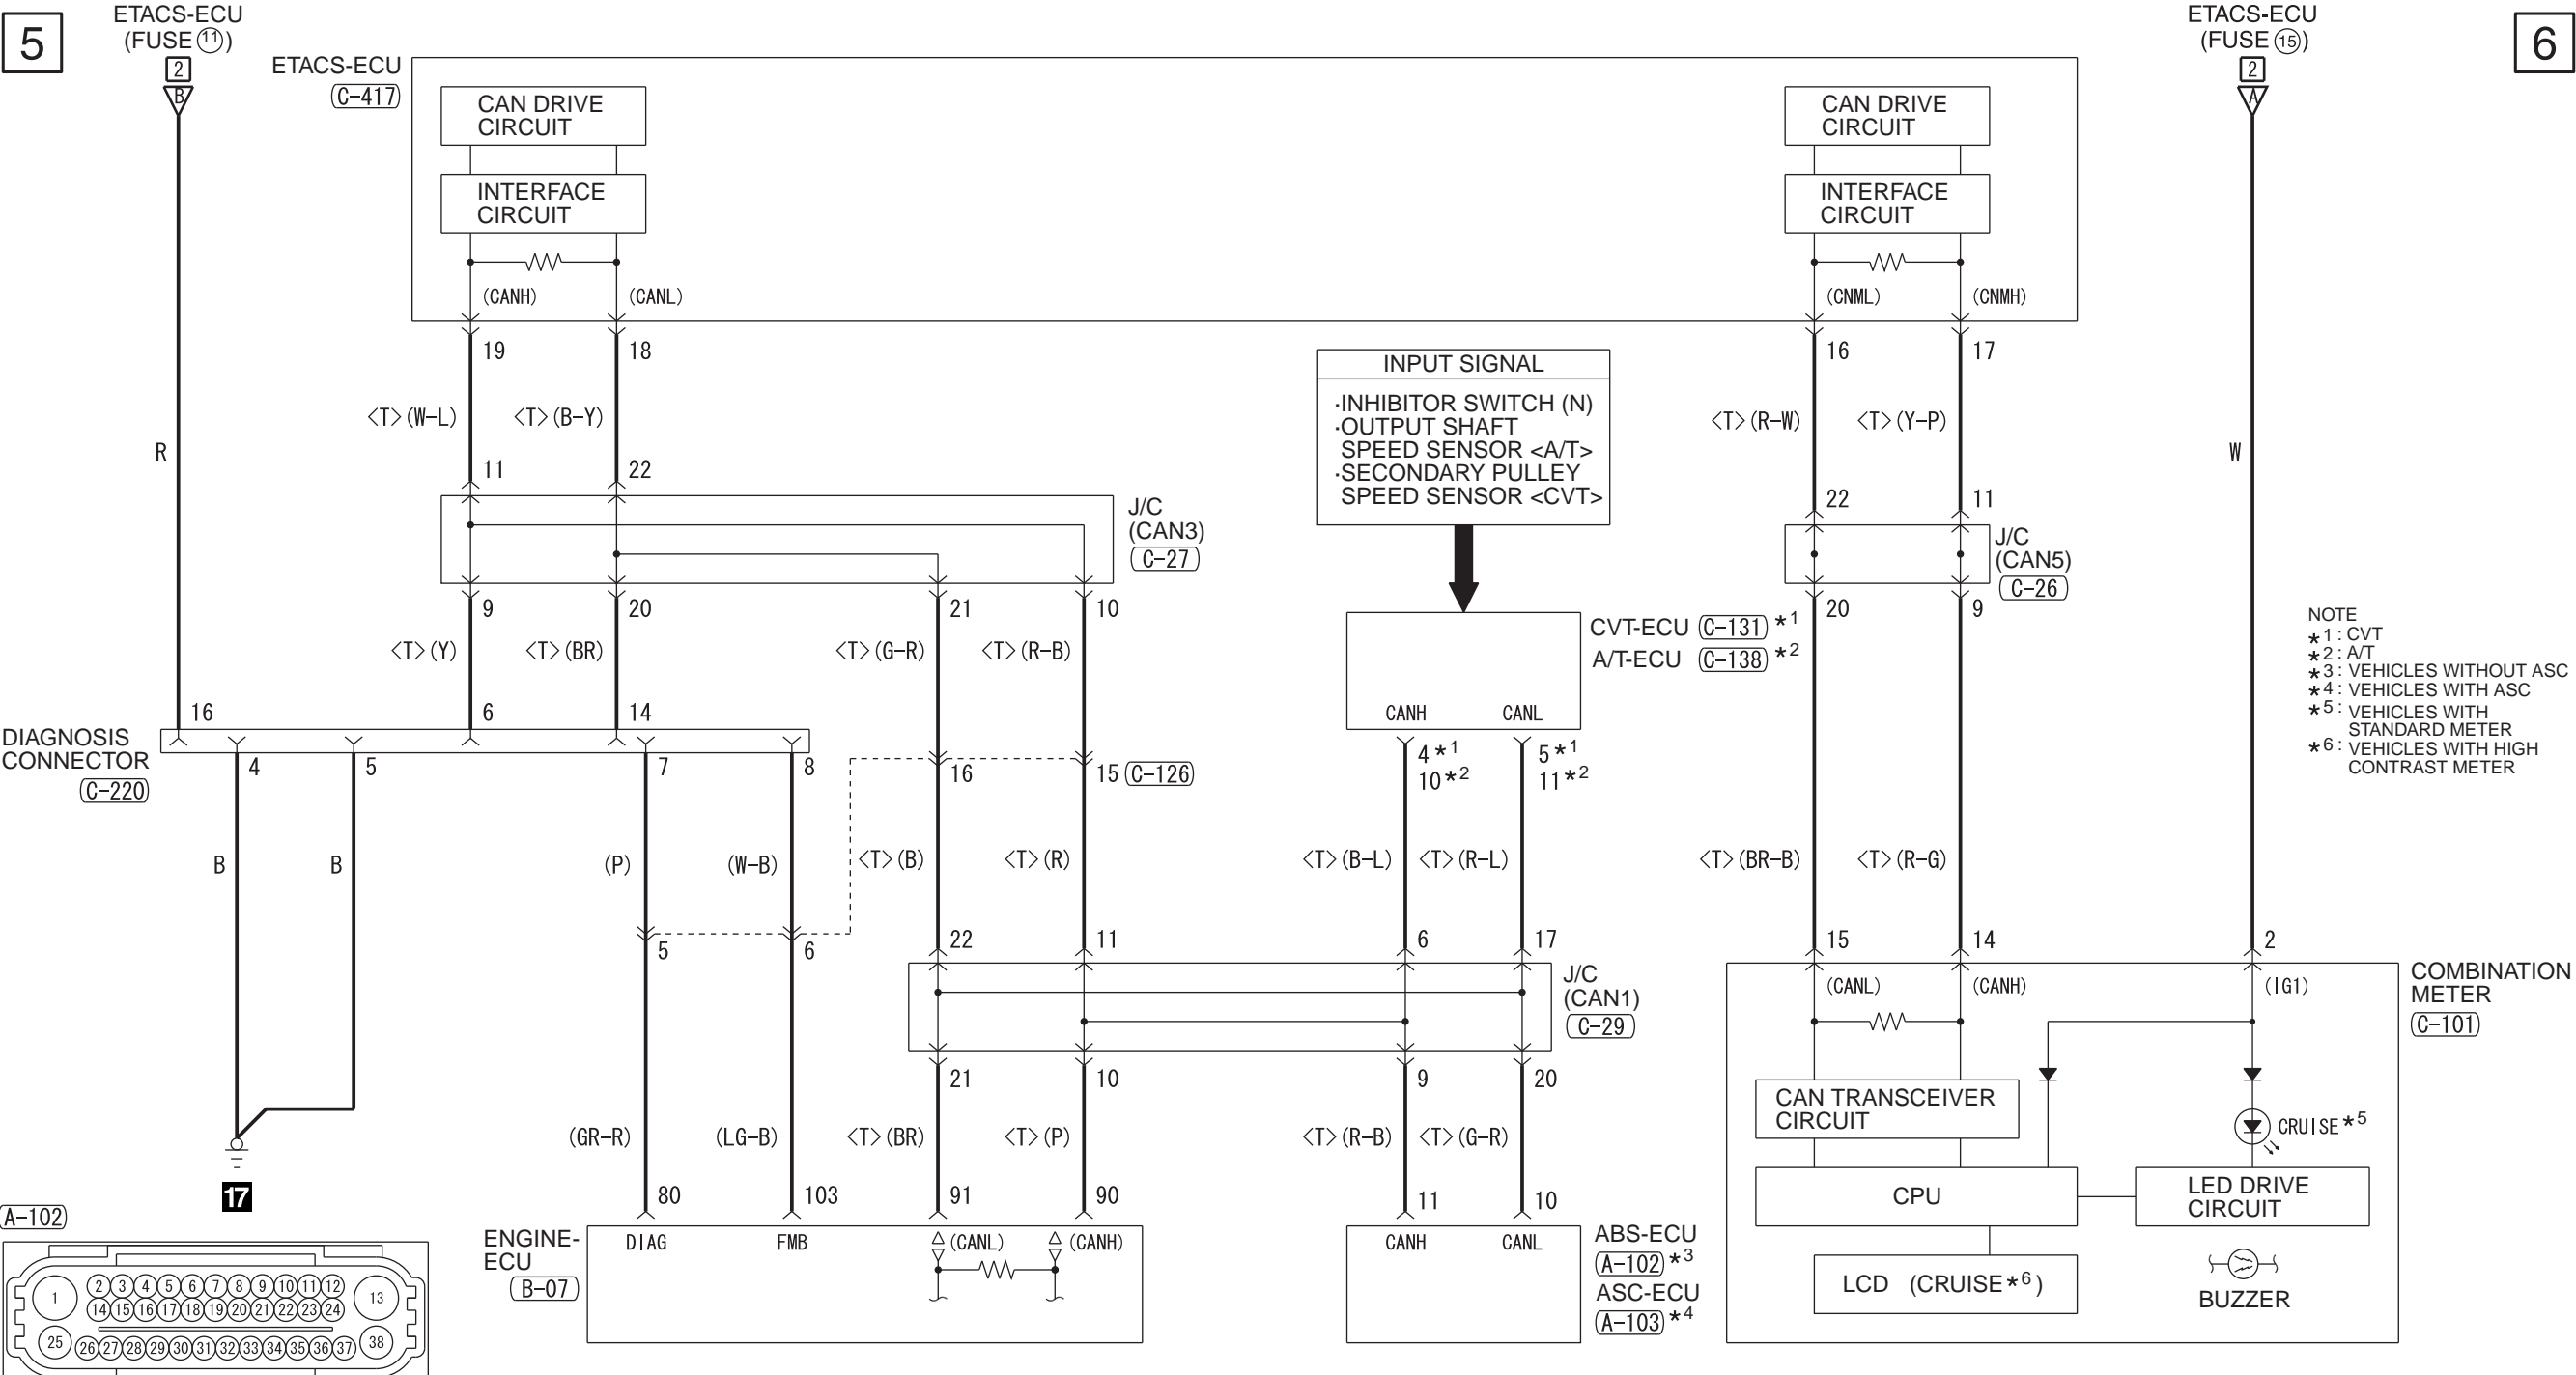 5
ETACS-ECU
(FUSE ⑪)
2
B
ETACS-ECU
(FUSE ⑮)
2
A
6
ETACS-ECU
C-417
CAN DRIVE
CIRCUIT
INTERFACE
CIRCUIT
(CANH)
(CANL)
CAN DRIVE
CIRCUIT
INTERFACE
CIRCUIT
(CNML)
(CNMH)
19
18
16
17
INPUT SIGNAL
·INHIBITOR SWITCH (N)
·OUTPUT SHAFT
SPEED SENSOR <A/T>
·SECONDARY PULLEY
SPEED SENSOR <CVT>
R
<T>(W-L)
<T>(B-Y)
<T>(R-W)
<T>(Y-P)
W
11
22
22
11
J/C
(CAN3)
C-27
J/C
(CAN5)
C-26
9
20
21
10
20
9
<T>(Y)
<T>(BR)
<T>(G-R)
<T>(R-B)
CVT-ECU C-131 *1
A/T-ECU C-138 *2
CANH
CANL
NOTE
*1 : CVT
*2 : A/T
*3 : VEHICLES WITHOUT ASC
*4 : VEHICLES WITH ASC
*5 : VEHICLES WITH
STANDARD METER
*6 : VEHICLES WITH HIGH
CONTRAST METER
16
6
14
DIAGNOSIS
CONNECTOR
C-220
4
5
7
8
16
15 C-126
4 *1
10 *2
5 *1
11 *2
B
B
(P)
(W-B)
<T>(B)
<T>(R)
<T>(B-L)
<T>(R-L)
<T>(BR-B)
<T>(R-G)
5
6
22
11
6
17
15
14
2
J/C
(CAN1)
C-29
(CANL)
(CANH)
(IG1)
COMBINATION
METER
C-101
21
10
9
20
CAN TRANSCEIVER
CIRCUIT
CRUISE *5
(GR-R)
(LG-B)
<T>(BR)
<T>(P)
<T>(R-B)
<T>(G-R)
17
80
103
91
90
11
10
CPU
LED DRIVE
CIRCUIT
ENGINE-
ECU
B-07
DIAG
FMB
(CANL)
(CANH)
CANH
CANL
ABS-ECU
A-102 *3
ASC-ECU
A-103 *4
LCD (CRUISE *6)
BUZZER
A-102
1
2 3 4 5 6 7 8 9 10 11 12
13
14 15 16 17 18 19 20 21 22 23 24
25
26 27 28 29 30 31 32 33 34 35 36 37
38